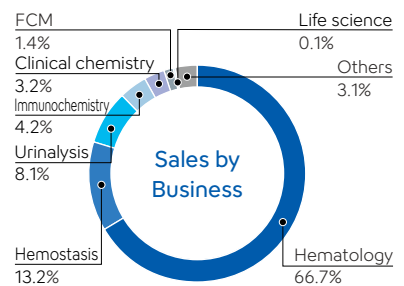 FCM
1.4%
Clinical chemistry
3.2%
Immunochemistry
4.2%
Urinalysis
8.1%
Hemostasis
13.2%
Sales by
Business
Life science
0.1%
Others
3.1%
Hematology
66.7%